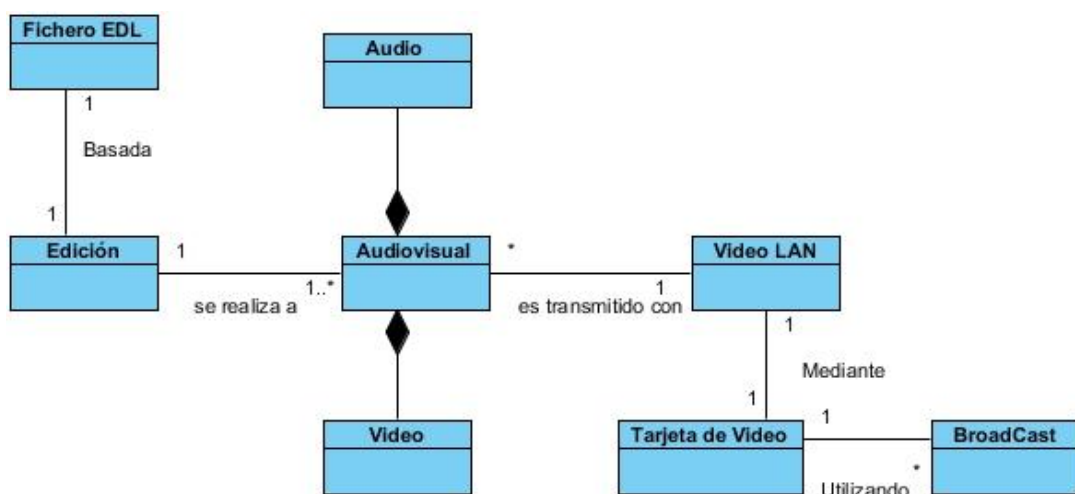 Fichero EDL
Audio
1
Basada
1
Edición
1
se realiza a
1..*
Audiovisual
*
es transmitido con
1
Video LAN
1
Mediante
1
Video
Tarjeta de Video
1
*
Utilizando
BroadCast